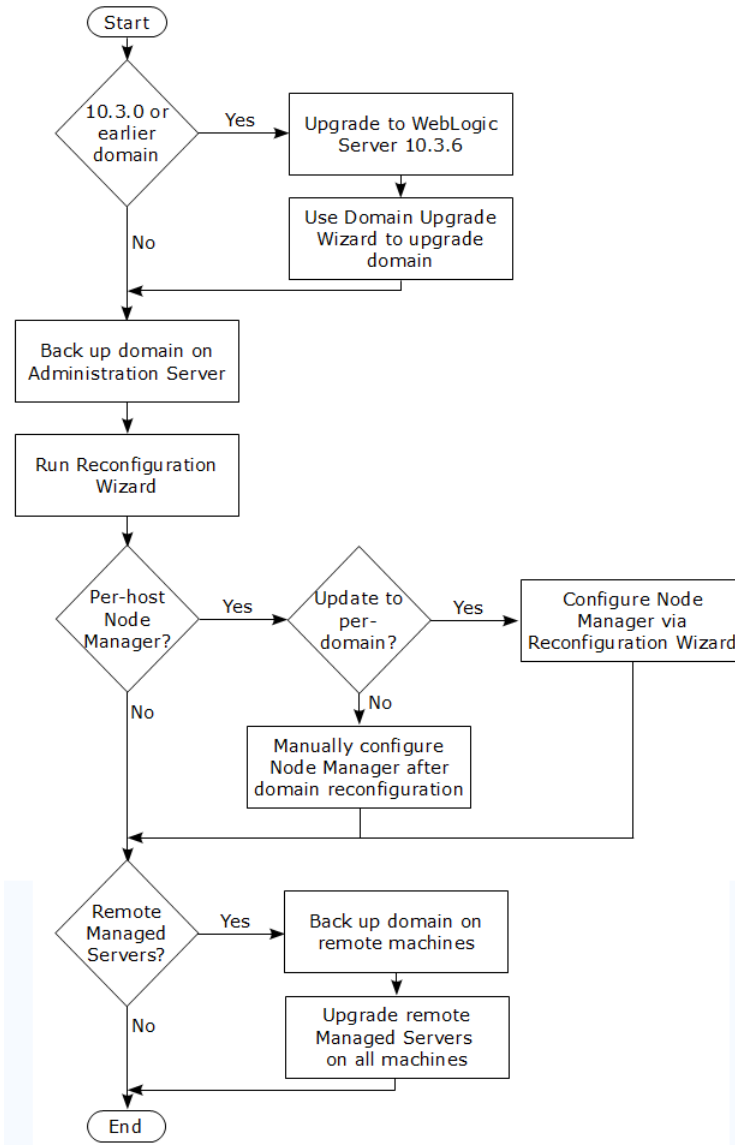 Start
10.3.0 or
earlier
domain
Yes
Upgrade to WebLogic
Server 10.3.6
Use Domain Upgrade
Wizard to upgrade
domain
No
Back up domain on
Administration Server
Run Reconfiguration
Wizard
Per-host
Node
Manager?
Yes
Update to
per-
domain?
Yes
Configure Node
Manager via
Reconfiguration Wizard
No
No
Manually configure
Node Manager after
domain reconfiguration
Remote
Managed
Servers?
Yes
Back up domain on
remote machines
Upgrade remote
Managed Servers
on all machines
No
End